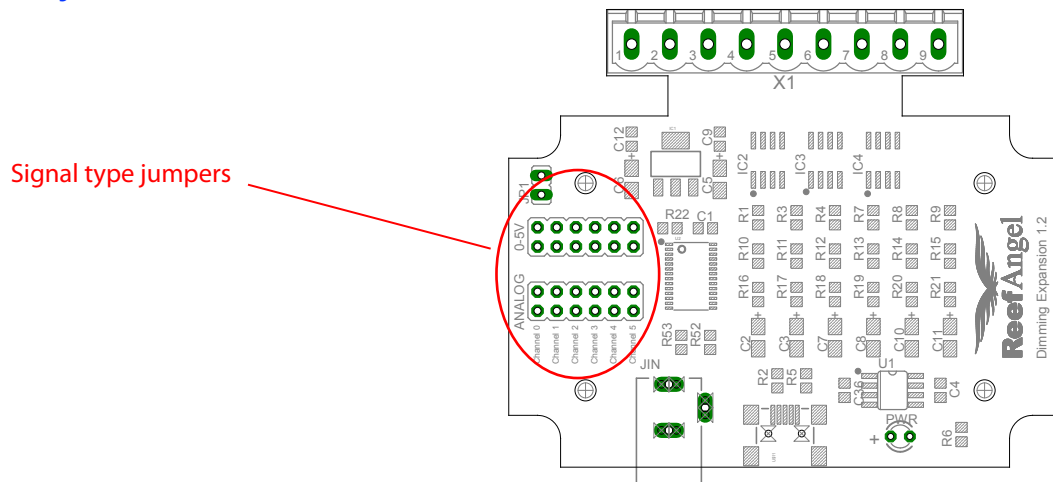 1 2 3 4 5 6 7 8 9
X1
Signal type jumpers
C12
C9
C6
C5
IC2
IC3
IC4
JP1
0-5V
R22 C1
R1 R3 R4 R7 R8 R9
R10 R11 R12 R13 R14 R15
ANALOG
R16 R17 R18 R19 R20 R21
Channel 0
Channel 1
Channel 2
Channel 3
Channel 4
Channel 5
R53 R52
C2 C3 C7 C8 C10 C11
ReefAngel
Dimming Expansion 1.2
JIN
R2 R5
U1
C36
C4
PWR
+
R6